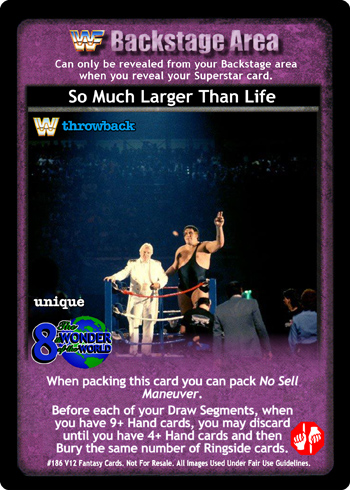 WF Backstage Area
Can only be revealed from your Backstage area
when you reveal your Superstar card.
So Much Larger Than Life
W throwback
unique
8 The
WONDER
of the
WORLD
When packing this card you can pack No Sell
Maneuver.
Before each of your Draw Segments, when
you have 9+ Hand cards, you may discard
until you have 4+ Hand cards and then
Bury the same number of Ringside cards.
#186 V12 Fantasy Cards. Not For Resale. All Images Used Under Fair Use Guidelines.